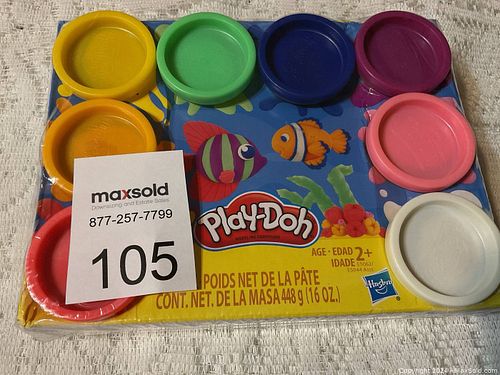 maxsold
Downsizing and Estate Sales
877-257-7799
105
Play-Doh
AGE • EDAD 2+
IDADE
POIDS NET DE LA PÂTE
CONT. NET. DE LA MASA 448 g (16 OZ.)
Hasbro